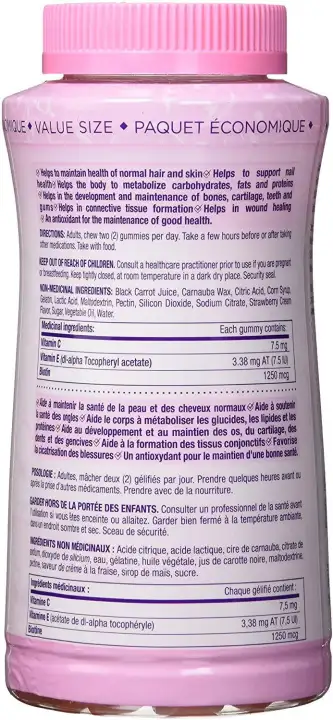 OMIQUE ◆ VALUE SIZE ◆ PAQUET ÉCONOMIQUE ◆
Helps to maintain health of normal hair and skin Helps to support nail
health Helps the body to metabolize carbohydrates, fats and proteins
Helps in the development and maintenance of bones, cartilage, teeth and
gums Helps in connective tissue formation Helps in wound healing
An antioxidant for the maintenance of good health.
DIRECTIONS: Adults, chew two (2) gummies per day. Take a few hours before or after taking
other medications. Take with food.
KEEP OUT OF REACH OF CHILDREN. Consult a healthcare practitioner prior to use if you are pregnant
or breastfeeding. Keep tightly closed, at room temperature in a dark dry place. Security seal.
NON-MEDICINAL INGREDIENTS: Black Carrot Juice, Carnauba Wax, Citric Acid, Corn Syrup,
Gelatin, Lactic Acid, Maltodextrin, Pectin, Silicon Dioxide, Sodium Citrate, Strawberry Cream
Flavor, Sugar, Vegetable Oil, Water.
Medicinal ingredients: Each gummy contains:
Vitamin C 7.5 mg
Vitamin E (dl-alpha Tocopheryl acetate) 3.38 mg AT (7.5 IU)
Biotin 1250 mcg
Aide à maintenir la santé de la peau et des cheveux normaux Aide à soutenir
la santé des ongles Aide le corps à métaboliser les glucides, les lipides et les
protéines Aide au développement et au maintien des os, du cartilage, des
dents et des gencives Aide à la formation des tissus conjonctifs Favorise
la cicatrisation des blessures Un antioxydant pour le maintien d'une bonne santé.
POSOLOGIE : Adultes, mâcher deux (2) gélifiés par jour. Prendre quelques heures avant ou
après la prise d'autres médicaments. Prendre avec de la nourriture.
GARDER HORS DE LA PORTÉE DES ENFANTS. Consulter un professionnel de la santé avant
l'utilisation si vous êtes enceinte ou allaitez. Garder bien fermé à la température ambiante,
dans un endroit sombre et sec. Sceau de sécurité.
INGRÉDIENTS NON MÉDICINAUX : Acide citrique, acide lactique, cire de carnauba, citrate de
sodium, dioxyde de silicium, eau, gélatine, huile végétale, jus de carotte noire, maltodextrine,
pectine, saveur de crème à la fraise, sirop de maïs, sucre.
Ingrédients médicinaux : Chaque gélifié contient :
Vitamine C 7,5 mg
Vitamine E (acétate de dl-alpha tocophéryle) 3,38 mg AT (7,5 UI)
Biotine 1250 mcg